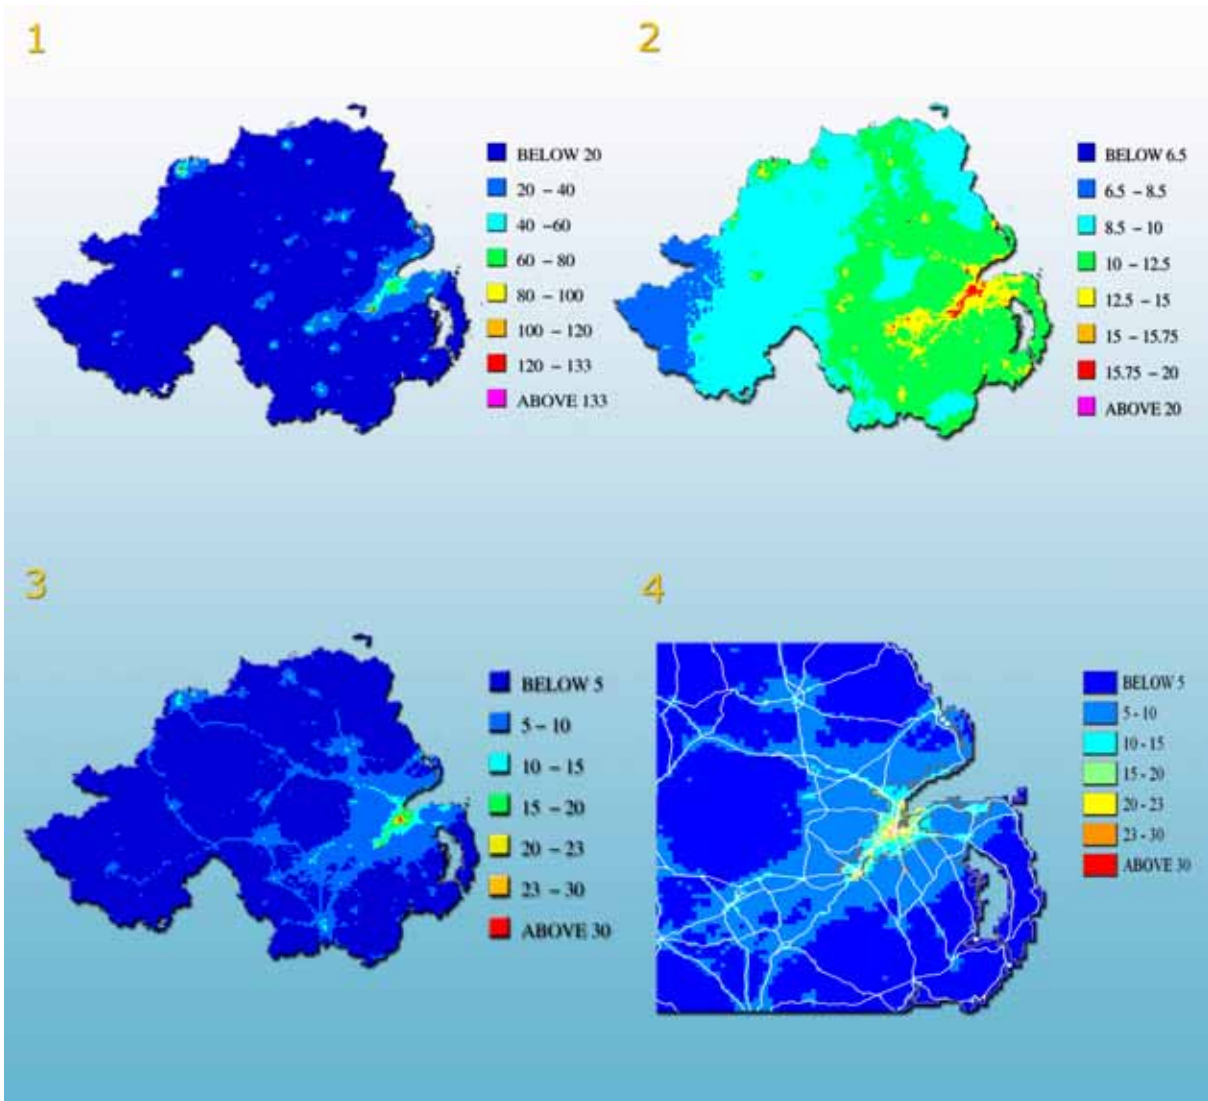 1
BELOW 20
20 – 40
40 –60
60 – 80
80 – 100
100 – 120
120 – 133
ABOVE 133
2
BELOW 6.5
6.5 – 8.5
8.5 – 10
10 – 12.5
12.5 – 15
15 – 15.75
15.75 – 20
ABOVE 20
3
BELOW 5
5 – 10
10 – 15
15 – 20
20 – 23
23 – 30
ABOVE 30
4
BELOW 5
5 - 10
10 - 15
15 - 20
20 - 23
23 - 30
ABOVE 30